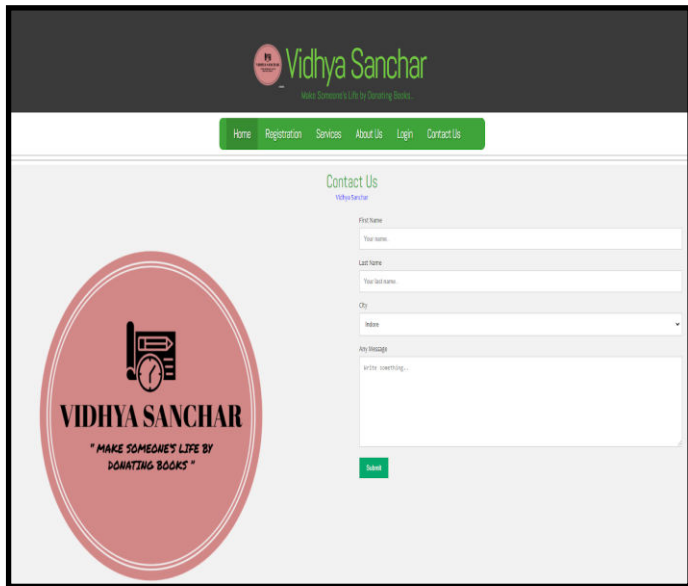 Vidhya Sanchar
Make Someone's Life by Donating Books.
Home Registration Services About Us Login Contact Us
Contact Us
Vidhya Sanchar
First Name
Your name.
Last Name
Your last name.
City
Indore
Any Message
Write something..
Submit
VIDHYA SANCHAR
" MAKE SOMEONE'S LIFE BY
DONATING BOOKS "